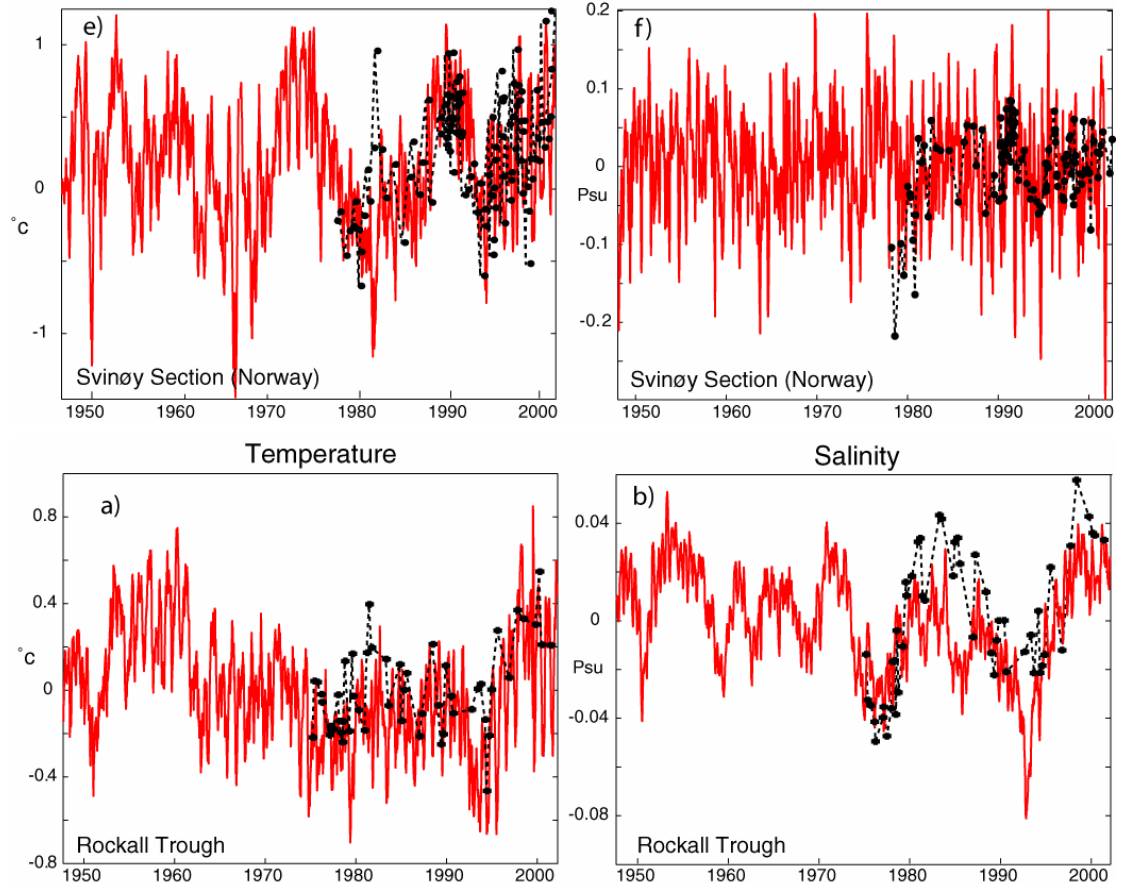 e)
1
0
°C
-1
Svinøy Section (Norway)
1950 1960 1970 1980 1990 2000
f)
0.2
0.1
0
Psu
-0.1
-0.2
Svinøy Section (Norway)
1950 1960 1970 1980 1990 2000
Temperature
a)
0.8
0.4
°C
0
-0.4
-0.8
Rockall Trough
1950 1960 1970 1980 1990 2000
Salinity
b)
0.04
0
Psu
-0.04
-0.08
Rockall Trough
1950 1960 1970 1980 1990 2000